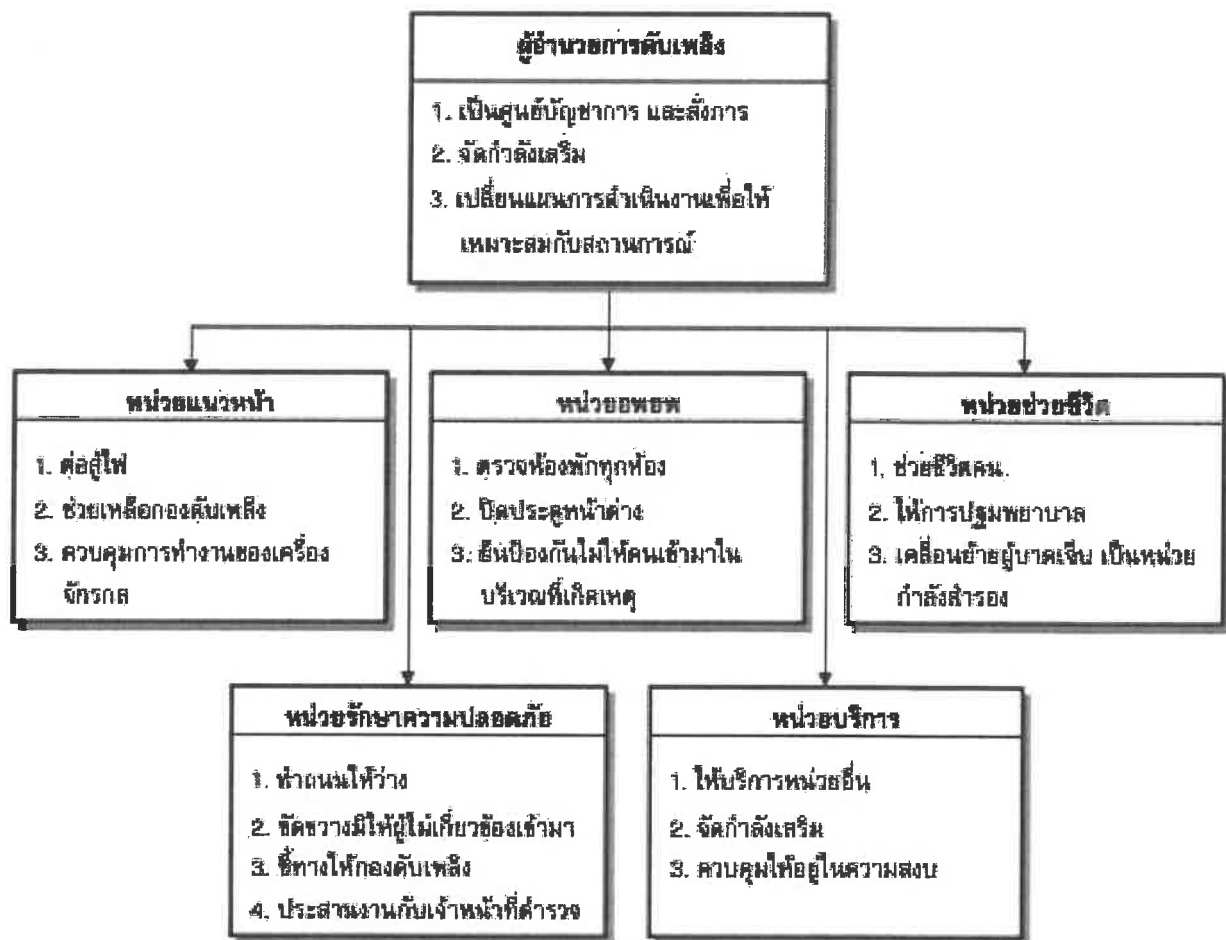 ผู้อำนวยการดับเพลิง
1. เป็นศูนย์บัญชาการ และสั่งการ
2. จัดกำลังเสริม
3. เปลี่ยนแผนการดำเนินงานเพื่อให้
เหมาะสมกับสถานการณ์
หน่วยแนวหน้า
1. ต่อสู้ไฟ
2. ช่วยเหลือกองดับเพลิง
3. ควบคุมการทำงานของเครื่อง
จักรกล
หน่วยอพยพ
1. ตรวจห้องพักทุกห้อง
2. ปิดประตูหน้าต่าง
3. ยืนป้องกันไม่ให้คนเข้ามาใน
บริเวณที่เกิดเหตุ
หน่วยช่วยชีวิต
1. ช่วยชีวิตคน.
2. ให้การปฐมพยาบาล
3. เคลื่อนย้ายผู้บาดเจ็บ เป็นหน่วย
กำลังสำรอง
หน่วยรักษาความปลอดภัย
1. ทำถนนให้ว่าง
2. ขัดขวางมิให้ผู้ไม่เกี่ยวข้องเข้ามา
3. ชี้ทางให้กองดับเพลิง
4. ประสานงานกับเจ้าหน้าที่ตำรวจ
หน่วยบริการ
1. ให้บริการหน่วยอื่น
2. จัดกำลังเสริม
3. ควบคุมให้อยู่ในความสงบ